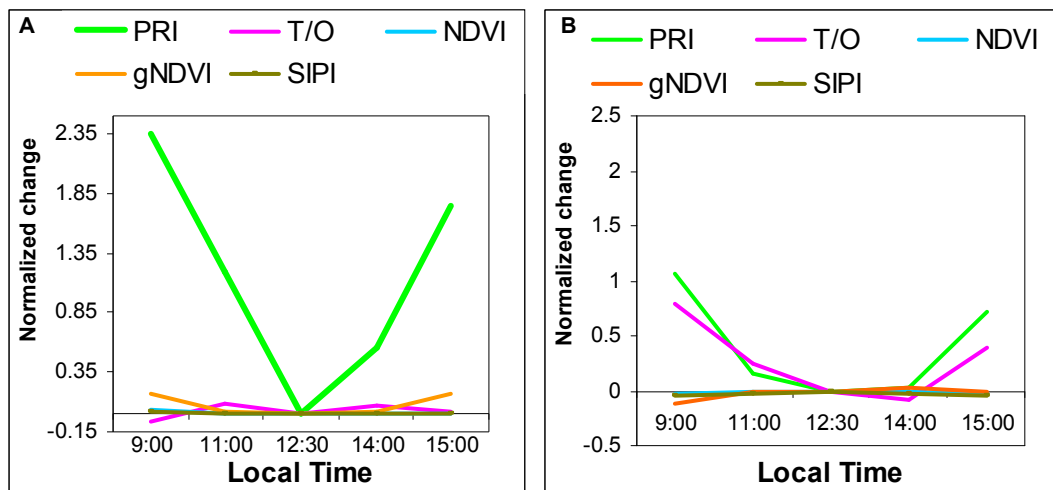 A
PRI T/O NDVI
gNDVI SIPI
Normalized change
2.35
1.85
1.35
0.85
0.35
-0.15
9:00 11:00 12:30 14:00 15:00
Local Time
B
PRI T/O NDVI
gNDVI SIPI
Normalized change
2.5
2
1.5
1
0.5
0
-0.5
9:00 11:00 12:30 14:00 15:00
Local Time